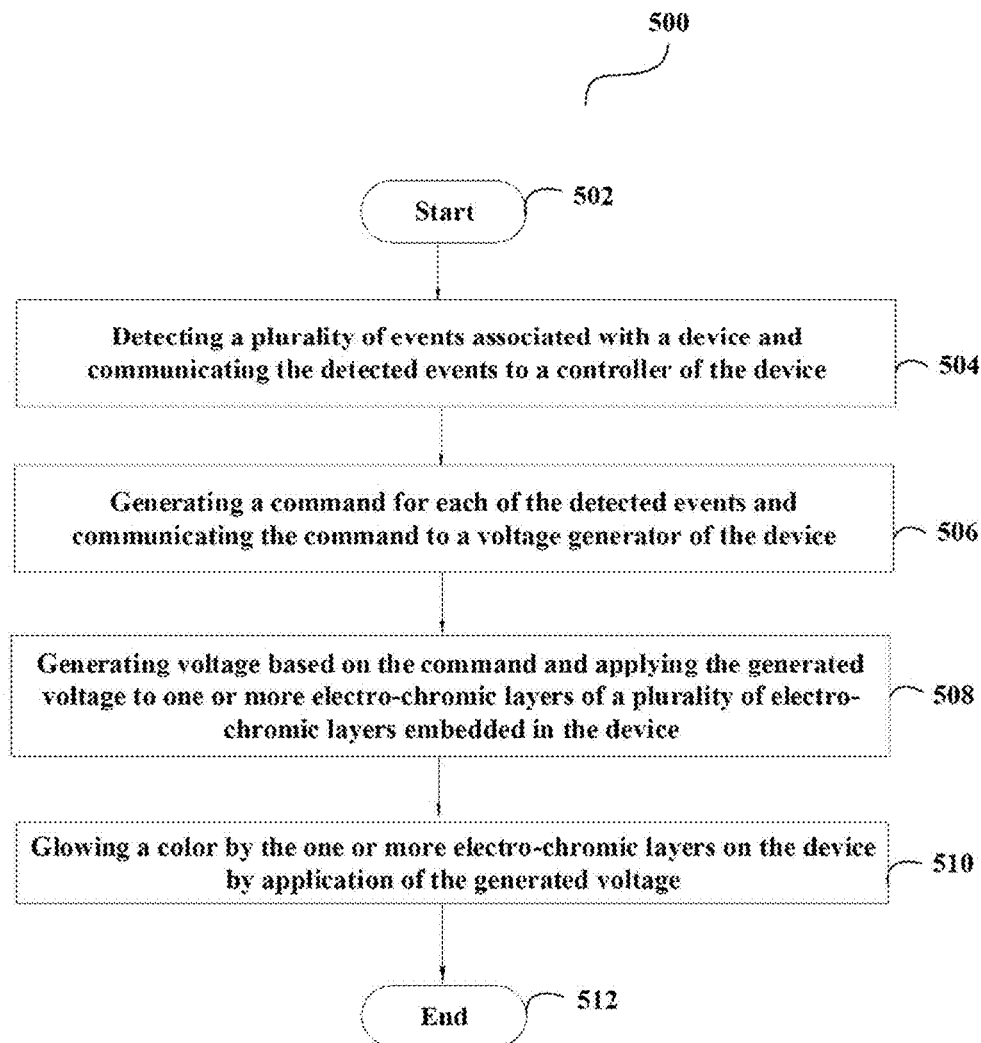 500
Start
502
Detecting a plurality of events associated with a device and
communicating the detected events to a controller of the device
504
Generating a command for each of the detected events and
communicating the command to a voltage generator of the device
506
Generating voltage based on the command and applying the generated
voltage to one or more electro-chromic layers of a plurality of electro-
chromic layers embedded in the device
508
Glowing a color by the one or more electro-chromic layers on the device
by application of the generated voltage
510
End
512